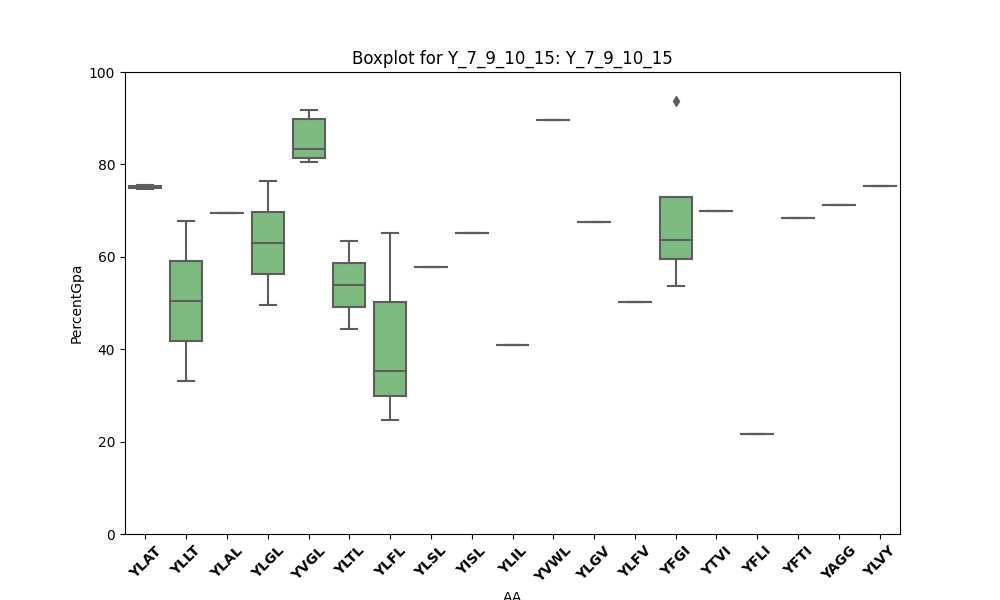 Boxplot for Y_7_9_10_15: Y_7_9_10_15
100
80
60
40
20
0
PercentGpa
YLAT YLLT YLAL YLGL YVGL YLTL YLFL YLSL YISL YLIL YVWL YLGV YLFV YFGI YTVI YFLI YFTI YAGG YLVY
AA